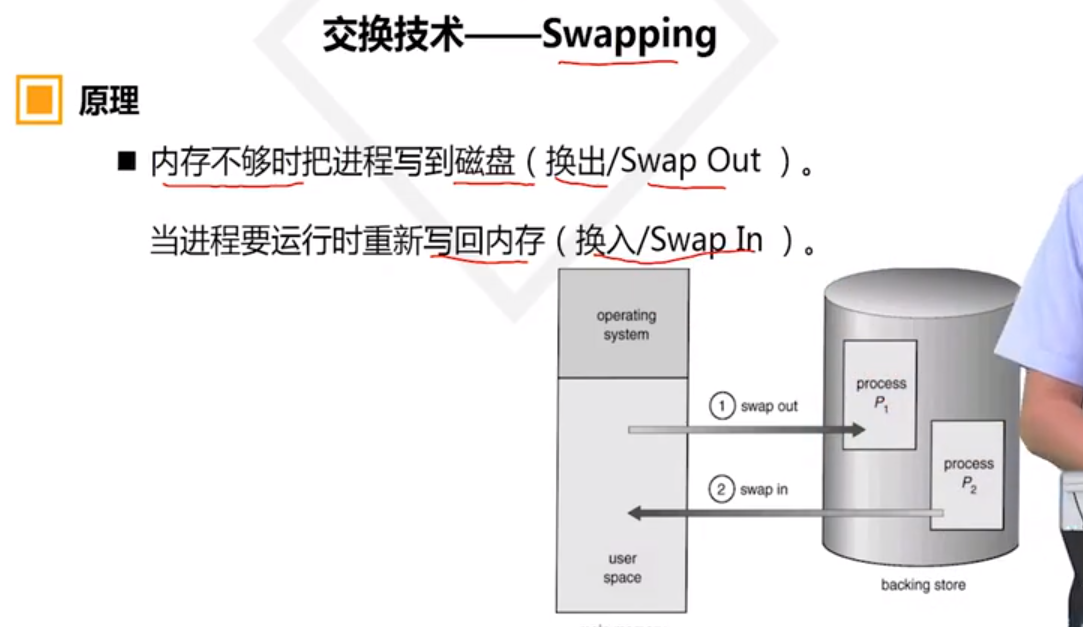 交换技术——Swapping
原理
■ 内存不够时把进程写到磁盘（换出/Swap Out ）。
当进程要运行时重新写回内存（换入/Swap In ）。
operating
system
process
P1
① swap out
process
P2
② swap in
user
space
backing store